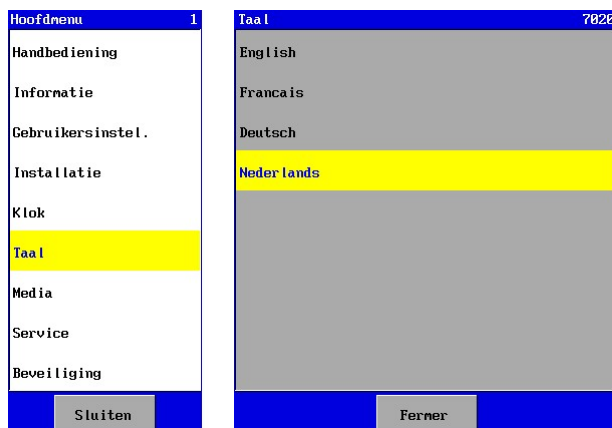 Hoofdmenu 1
Handbediening
Informatie
Gebruikersinstel.
Installatie
Klok
Taal
Media
Service
Beveiliging
Sluiten
Taal 7020
English
Francais
Deutsch
Nederlands
Fermer